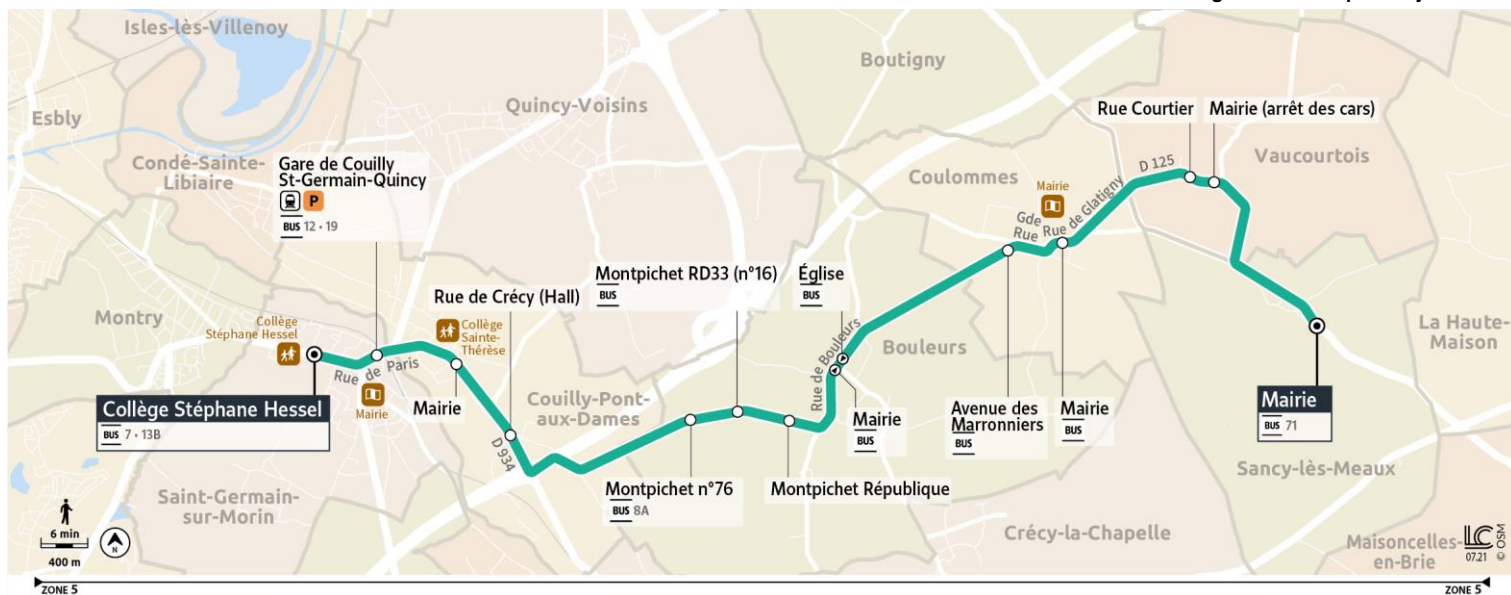 Isles-lès-Villenoy
Esbly
Condé-Sainte-
Libiaire
Quincy-Voisins
Boutigny
Gare de Couilly
St-Germain-Quincy
P
BUS 12 • 19
Rue Courtier
Mairie (arrêt des cars)
Vaucourtois
D 125
Coulommes
Mairie
Gde
Rue
Rue de Glatigny
Montpichet RD33 (n°16)
BUS
Église
BUS
Rue de Crécy (Hall)
Montry
Collège
Stéphane Hessel
Collège
Sainte-
Thérèse
Rue de Paris
Mairie
Mairie
Collège Stéphane Hessel
BUS 7 • 13B
Couilly-Pont-
aux-Dames
D 934
Rue de Bouleurs
Bouleurs
Mairie
BUS
Avenue des
Marronniers
BUS
Mairie
BUS
La Haute-
Maison
Mairie
BUS 71
Sancy-lès-Meaux
Montpichet n°76
BUS 8A
Montpichet République
Saint-Germain-
sur-Morin
Crécy-la-Chapelle
Maisoncelles-
en-Brie
6 min
400 m
N
LC
07.21
© OSM
ZONE 5
ZONE 5